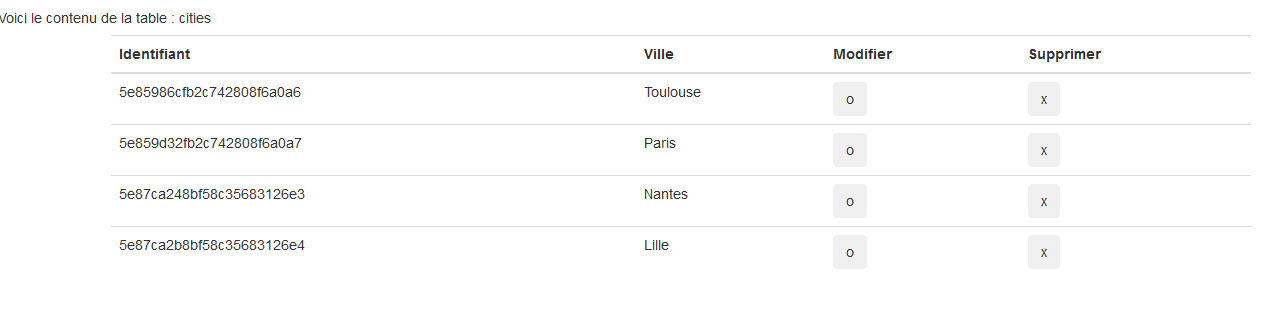 Voici le contenu de la table : cities
Identifiant Ville Modifier Supprimer
5e85986cfb2c742808f6a0a6 Toulouse o x
5e859d32fb2c742808f6a0a7 Paris o x
5e87ca248bf58c35683126e3 Nantes o x
5e87ca2b8bf58c35683126e4 Lille o x